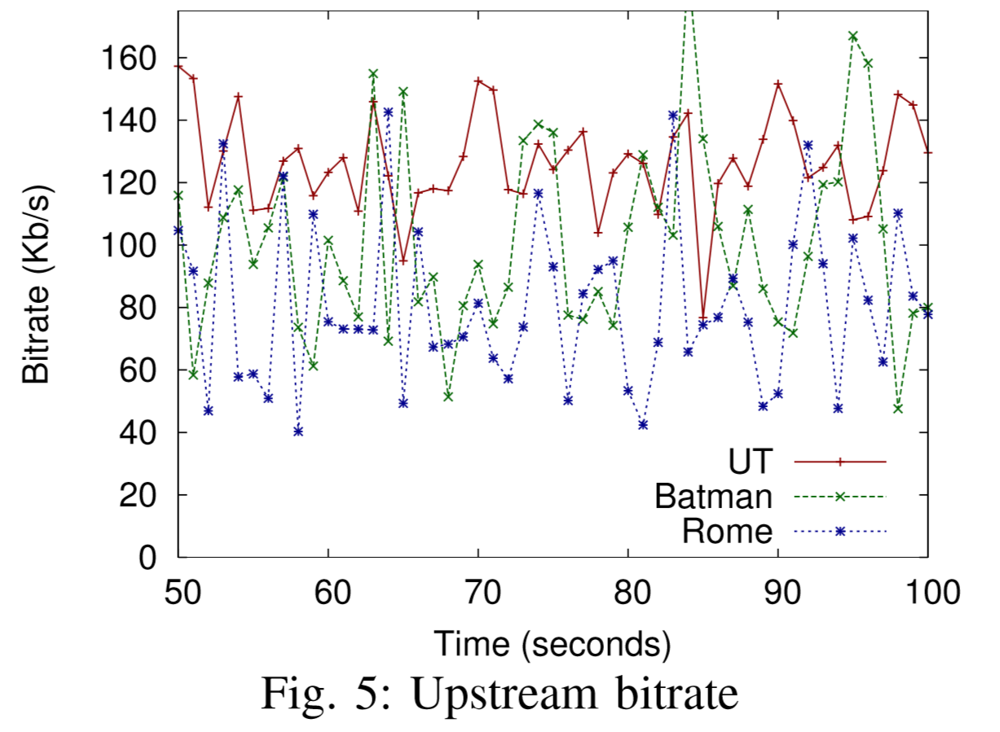 160
140
120
100
80
60
40
20
0
Bitrate (Kb/s)
UT
Batman
Rome
50 60 70 80 90 100
Time (seconds)
Fig. 5: Upstream bitrate